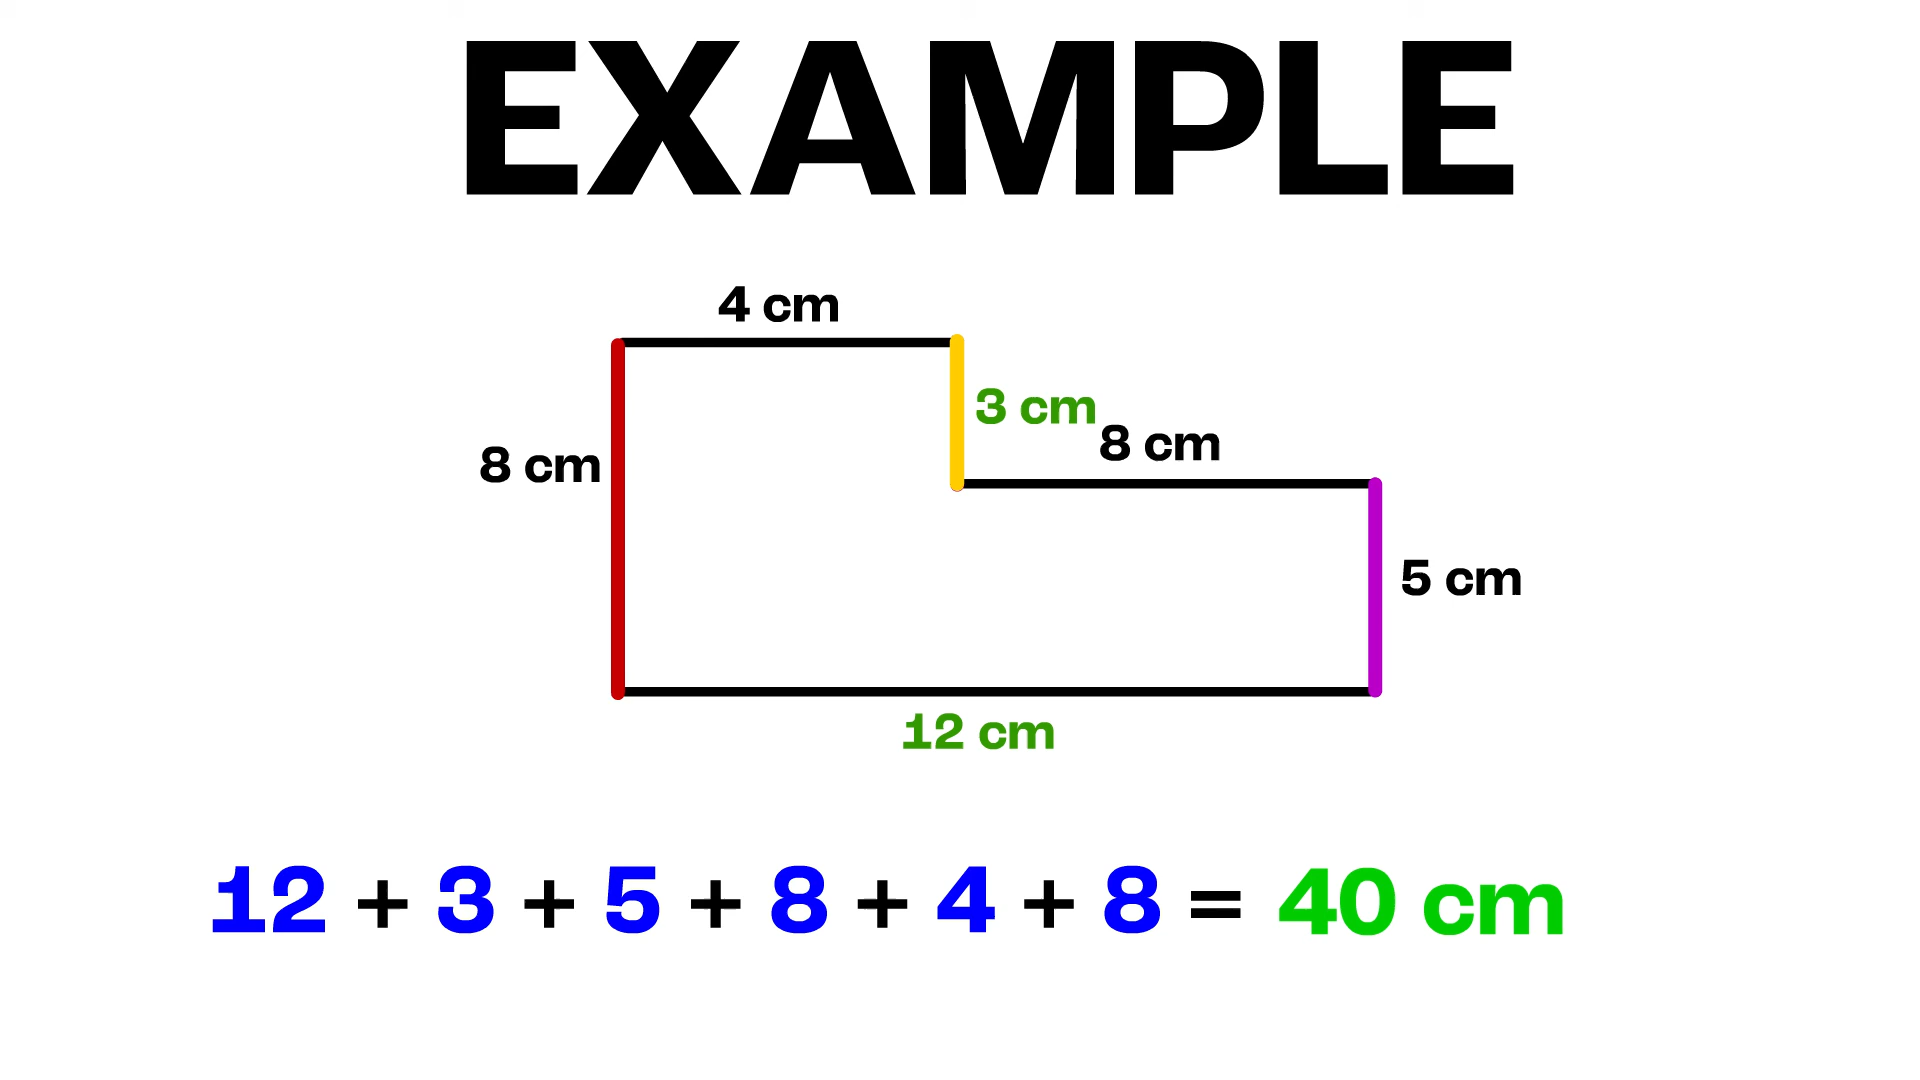 EXAMPLE
4 cm
3 cm
8 cm
8 cm
5 cm
12 cm
12 + 3 + 5 + 8 + 4 + 8 = 40 cm